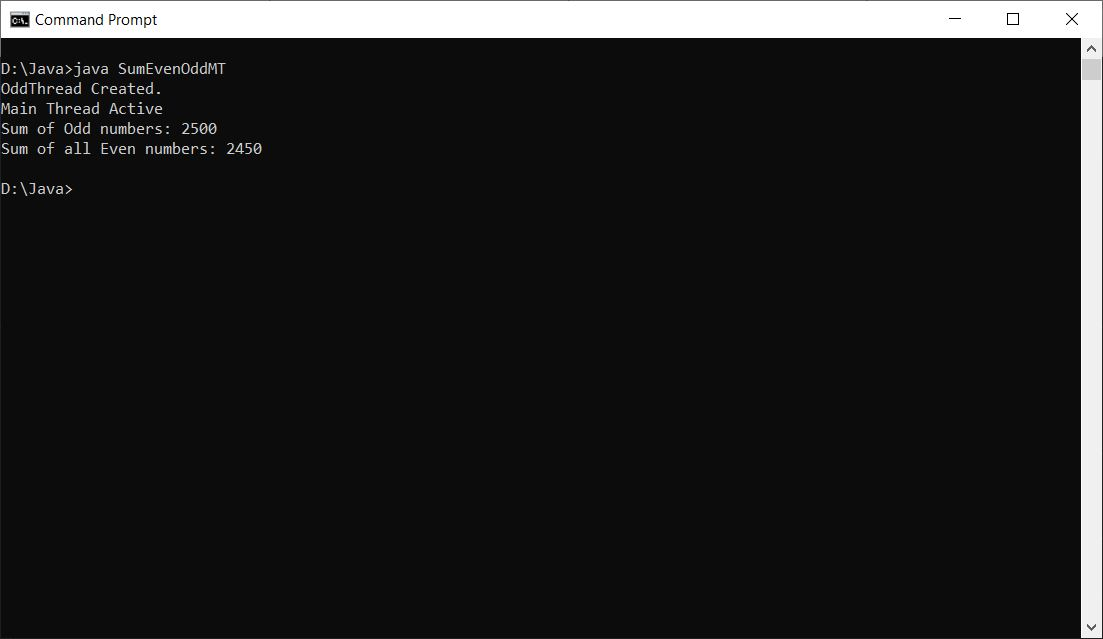 Command Prompt
D:\Java>java SumEvenOddMT
OddThread Created.
Main Thread Active
Sum of Odd numbers: 2500
Sum of all Even numbers: 2450
D:\Java>